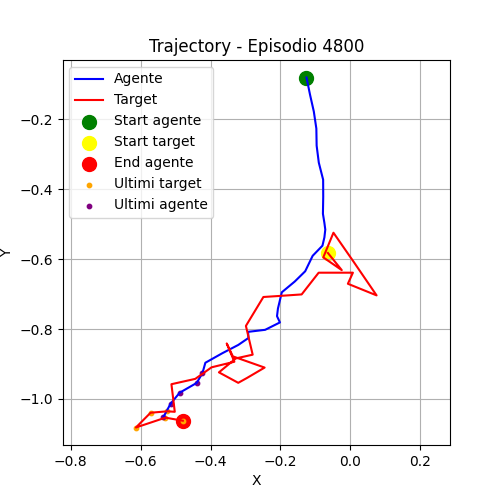 Trajectory - Episodio 4800
Agente
Target
Start agente
Start target
End agente
Ultimi target
Ultimi agente
Y
−0.2
−0.4
−0.6
−0.8
−1.0
−0.8
−0.6
−0.4
−0.2
0.0
0.2
X